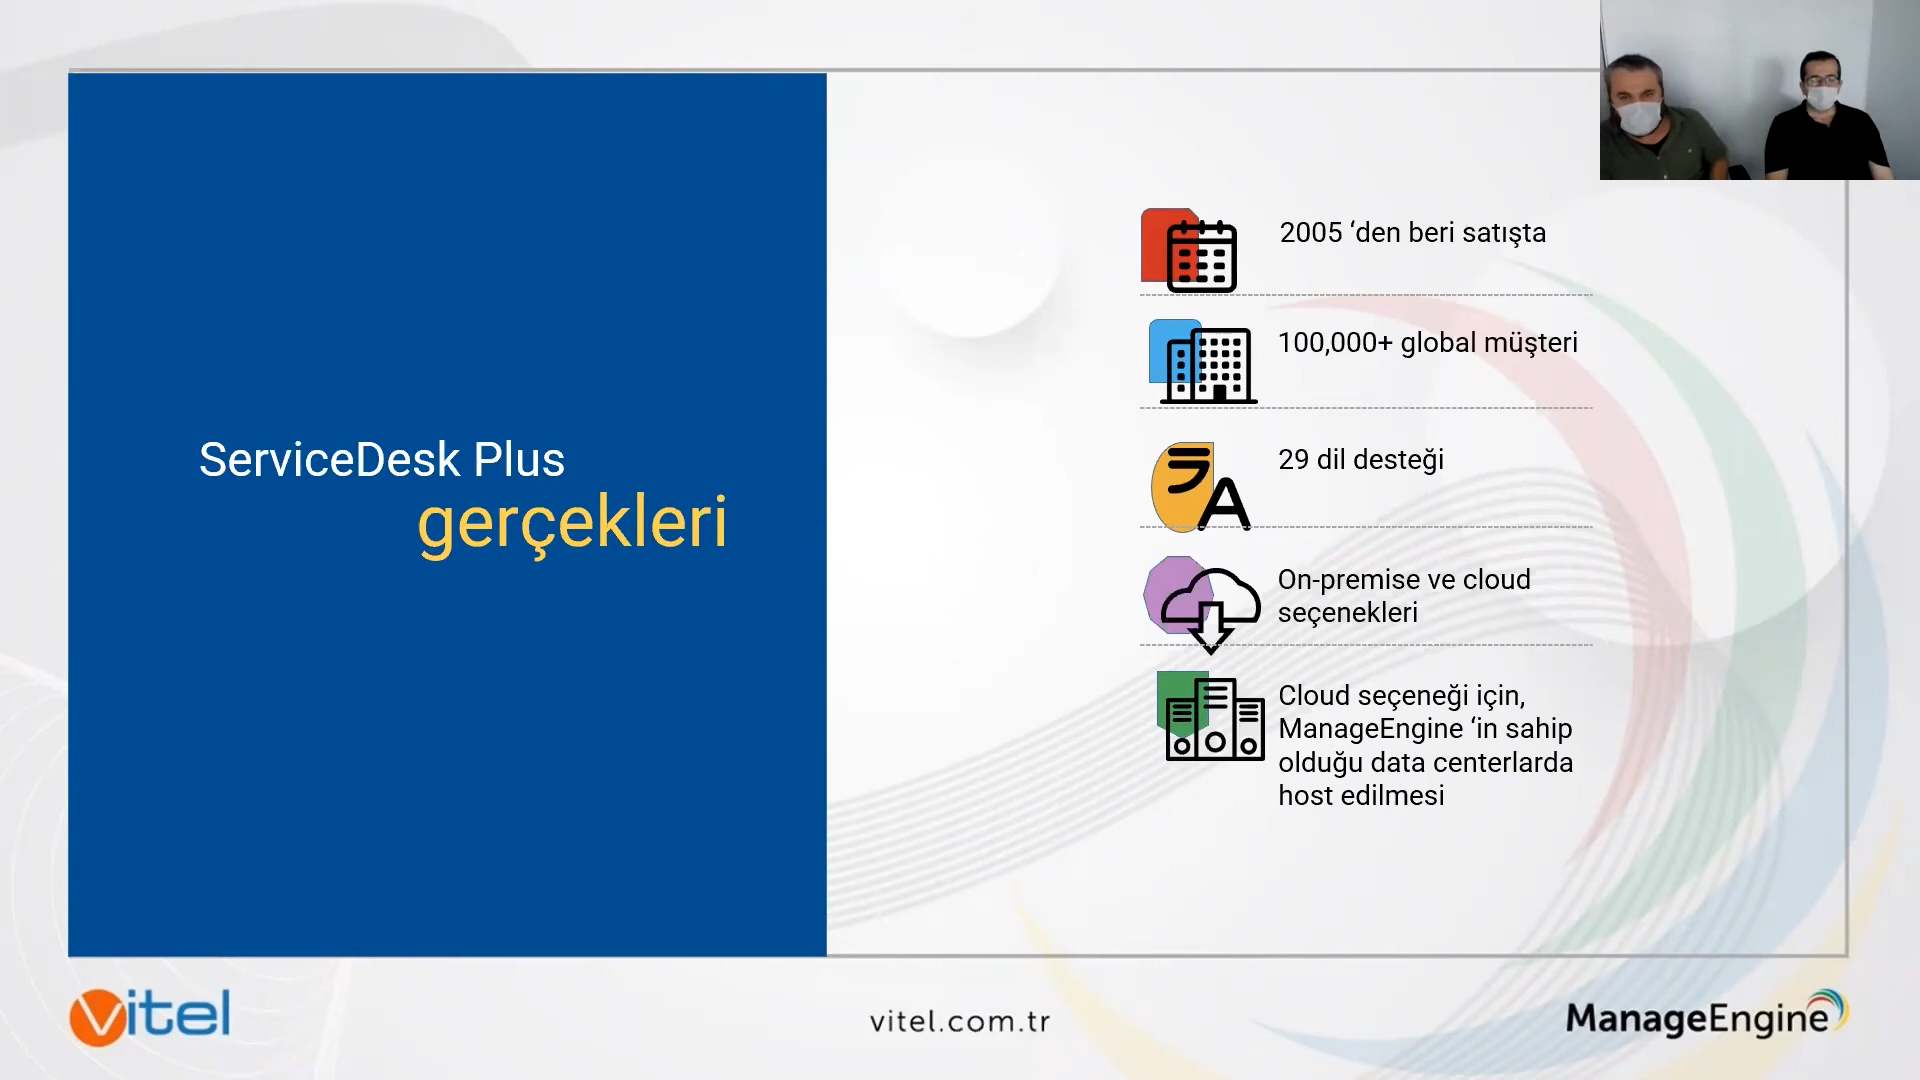 ServiceDesk Plus
gerçekleri
2005 ‘den beri satışta
100,000+ global müşteri
29 dil desteği
On-premise ve cloud
seçenekleri
Cloud seçeneği için,
ManageEngine ‘in sahip
olduğu data centerlarda
host edilmesi
vitel
vitel.com.tr
ManageEngine